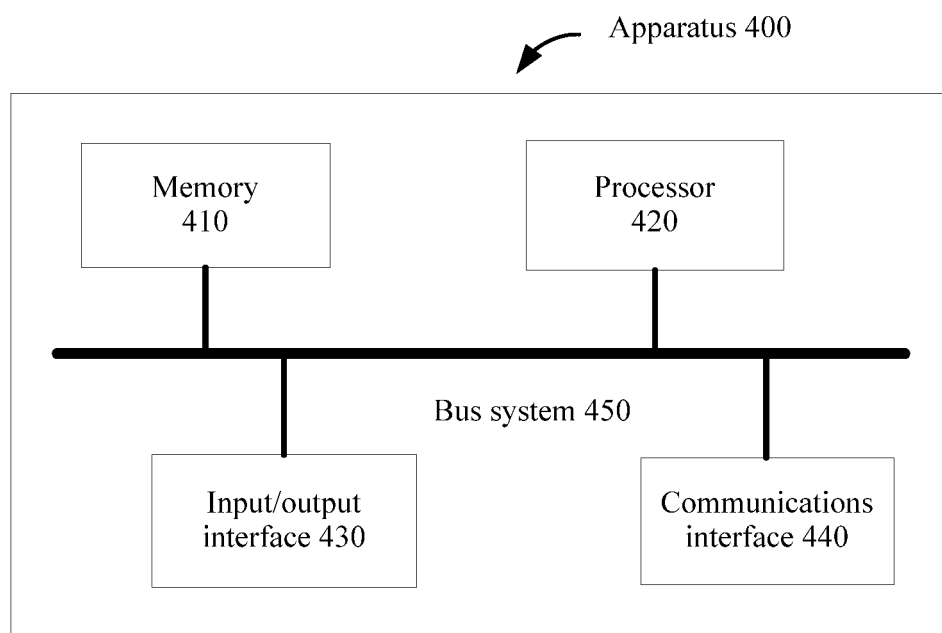 Apparatus 400
Memory
410
Processor
420
Bus system 450
Input/output
interface 430
Communications
interface 440